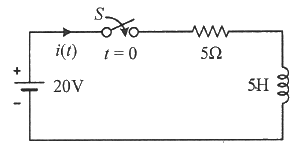 S
i(t)
t = 0
5Ω
+
20V
5H
-